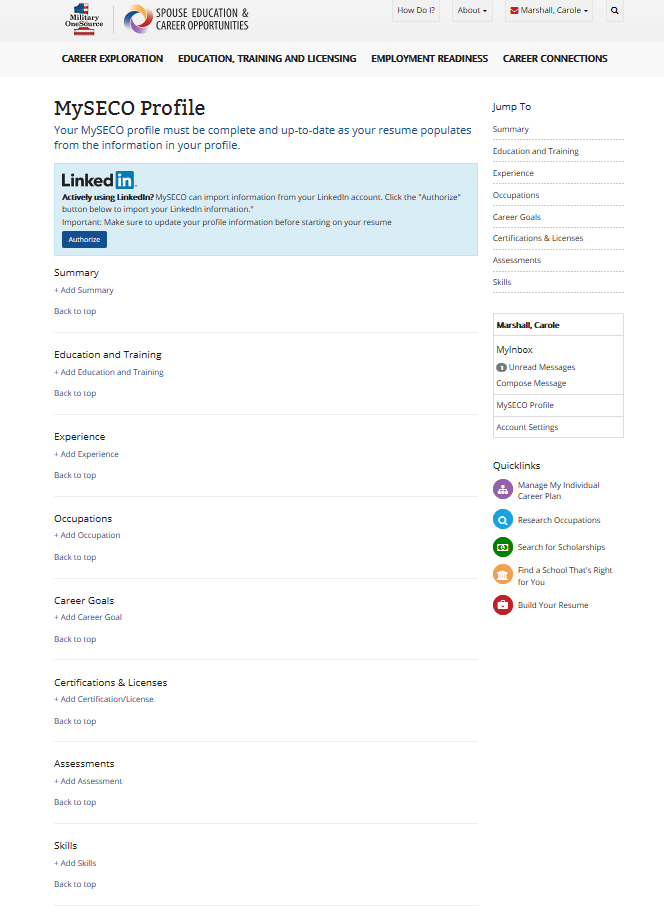 Military
OneSource
SPOUSE EDUCATION &
CAREER OPPORTUNITIES
How Do I?
About
Marshall, Carole
CAREER EXPLORATION
EDUCATION, TRAINING AND LICENSING
EMPLOYMENT READINESS
CAREER CONNECTIONS
MySECO Profile
Your MySECO profile must be complete and up-to-date as your resume populates
from the information in your profile.
Linked in
Actively using LinkedIn? MySECO can import information from your LinkedIn account. Click the "Authorize"
button below to import your LinkedIn information."
Important: Make sure to update your profile information before starting on your resume
Authorize
Summary
+ Add Summary
Back to top
Education and Training
+ Add Education and Training
Back to top
Experience
+ Add Experience
Back to top
Occupations
+ Add Occupation
Back to top
Career Goals
+ Add Career Goal
Back to top
Certifications & Licenses
+ Add Certification/License
Back to top
Assessments
+ Add Assessment
Back to top
Skills
+ Add Skills
Back to top
Jump To
Summary
Education and Training
Experience
Occupations
Career Goals
Certifications & Licenses
Assessments
Skills
Marshall, Carole
MyInbox
1 Unread Messages
Compose Message
MySECO Profile
Account Settings
Quicklinks
Manage My Individual
Career Plan
Research Occupations
Search for Scholarships
Find a School That's Right
for You
Build Your Resume